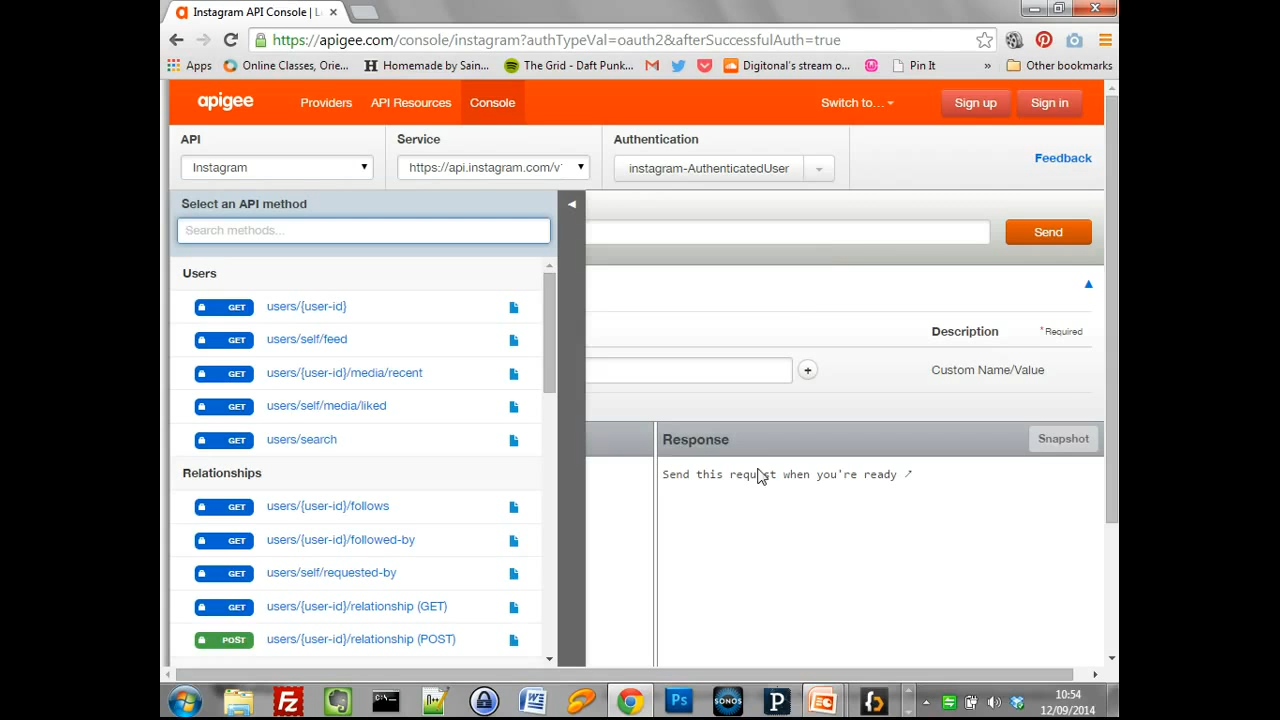 Instagram API Console | L
https://apigee.com/console/instagram?authTypeVal=oauth2&afterSuccessfulAuth=true
Apps Online Classes, Orie... H Homemade by Sain... The Grid - Daft Punk... Digitonal's stream o... Pin It » Other bookmarks
apigee Providers API Resources Console Switch to... Sign up Sign in
API Service Authentication
Feedback
Instagram https://api.instagram.com/v instagram-AuthenticatedUser
Select an API method
Search methods...
Send
Users
GET users/{user-id}
Description *Required
GET users/self/feed
GET users/{user-id}/media/recent
Custom Name/Value
GET users/self/media/liked
GET users/search
Response Snapshot
Relationships
Send this request when you're ready
GET users/{user-id}/follows
GET users/{user-id}/followed-by
GET users/self/requested-by
GET users/{user-id}/relationship (GET)
POST users/{user-id}/relationship (POST)
10:54
12/09/2014